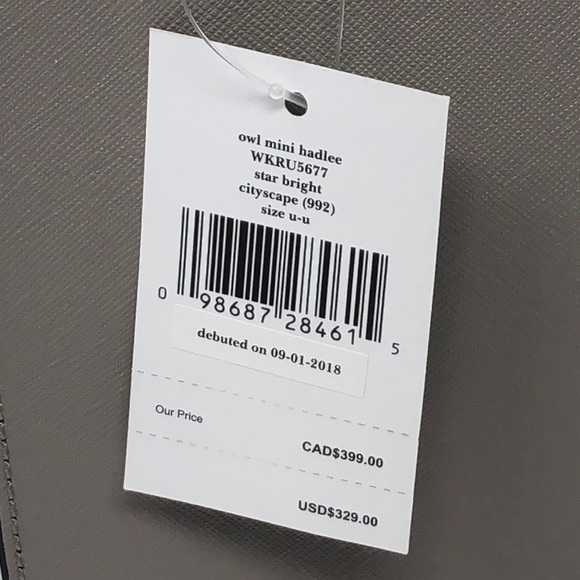 owl mini hadlee
WKRU5677
star bright
cityscape (992)
size u-u
0 98687 28461 5
debuted on 09-01-2018
Our Price
CAD$399.00
USD$329.00